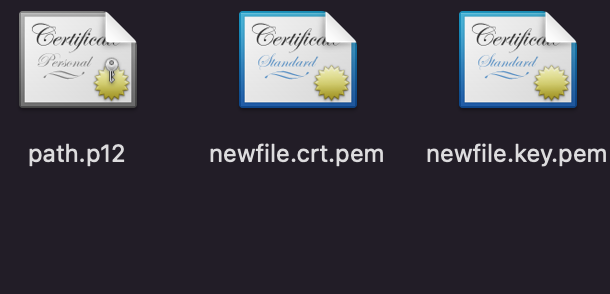 Certificate
Personal
path.p12
Certificate
Standard
newfile.crt.pem
Certificate
Standard
newfile.key.pem